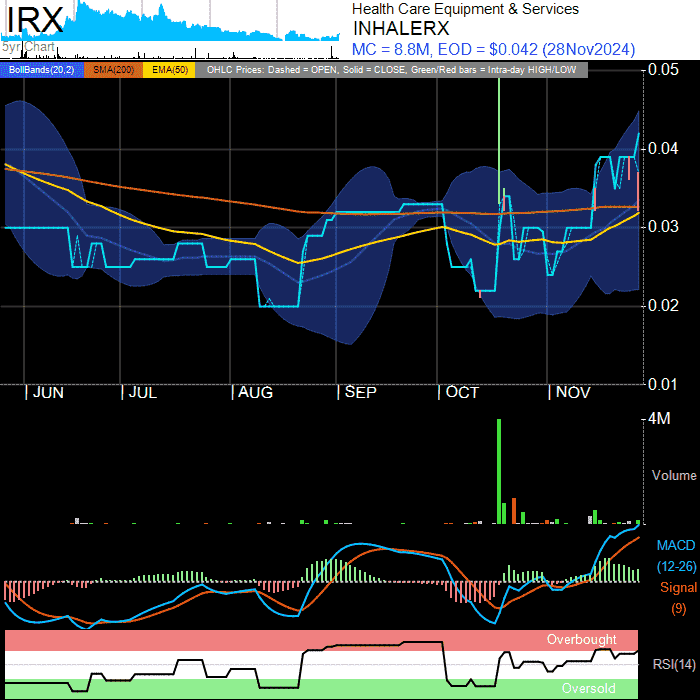 IRX
5yr Chart
Health Care Equipment & Services
INHALERX
MC = 8.8M, EOD = $0.042 (28Nov2024)
BollBands(20,2) SMA(200) EMA(50) OHLC Prices: Dashed = OPEN, Solid = CLOSE, Green/Red bars = Intra-day HIGH/LOW
0.05
0.04
0.03
0.02
0.01
JUN JUL AUG SEP OCT NOV
4M
Volume
MACD
(12-26)
Signal
(9)
Overbought
RSI(14)
Oversold